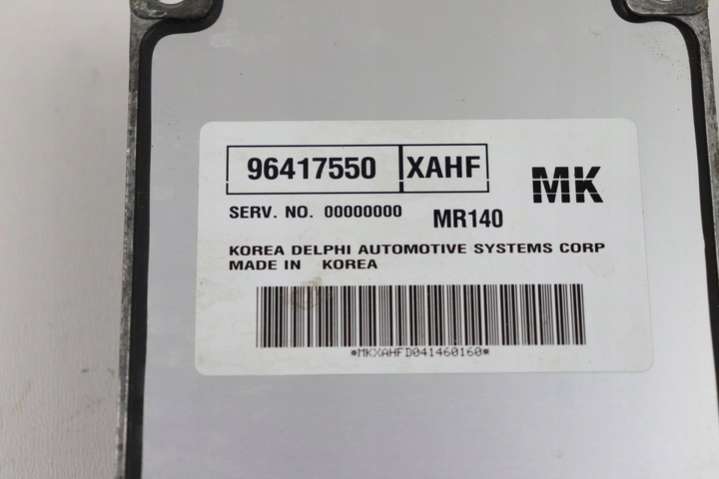 96417550 XAHF
MK
SERV. NO. 00000000 MR140
KOREA DELPHI AUTOMOTIVE SYSTEMS CORP
MADE IN KOREA
*MKXAHFD041460160*